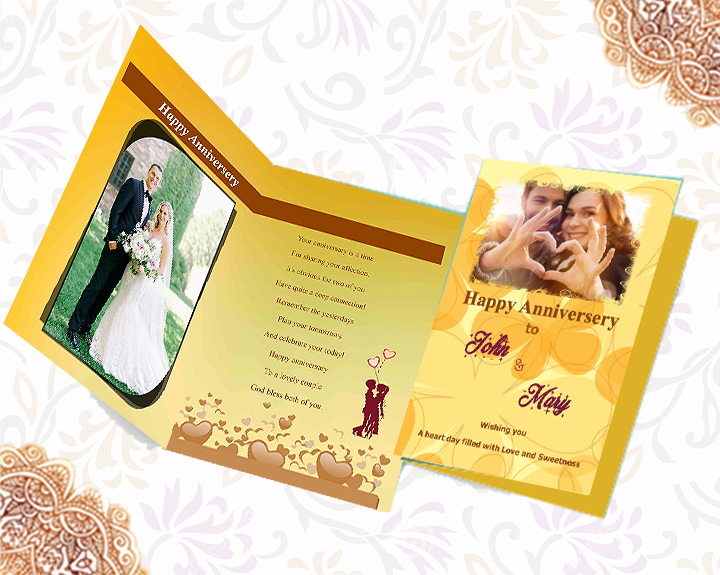 Happy Anniversery
Your anniversary is a time
For sharing your affection.
It's obvious for two of you
Have quite a deep connection!
Remember the yesterdays
Plan your tomorrows
And celebrate your today!
Happy anniversary
To a lovely couple
God bless both of you.
Happy Anniversery
to
John
&
Mary
Wishing you
A heart day filled with Love and Sweetness